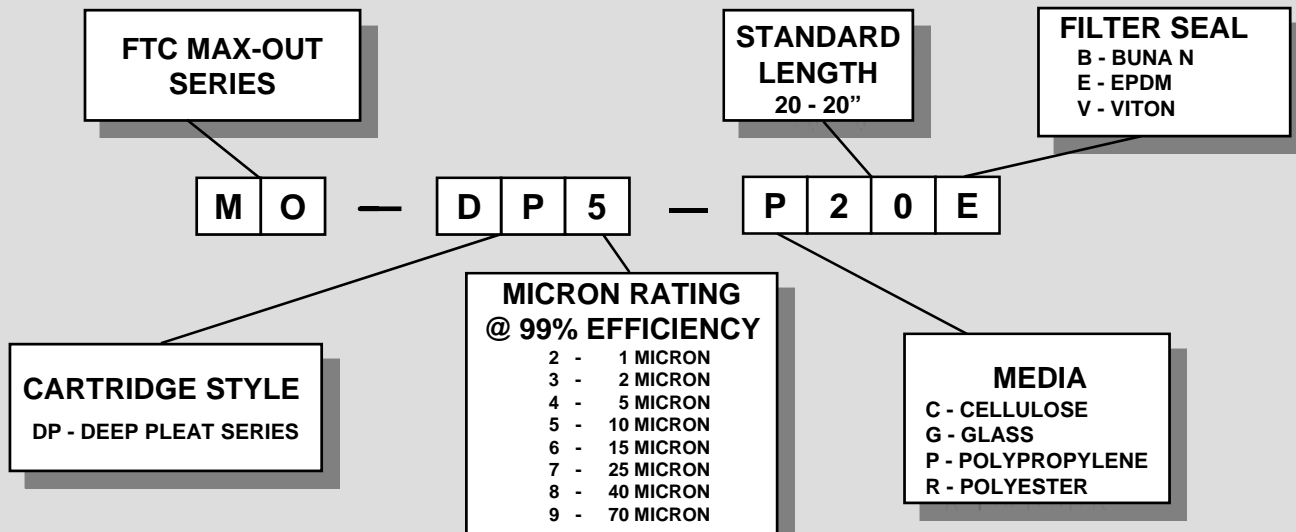 FTC MAX-OUT
SERIES
STANDARD
LENGTH
20 - 20”
FILTER SEAL
B - BUNA N
E - EPDM
V - VITON
M O — D P 5 — P 2 0 E
CARTRIDGE STYLE
DP - DEEP PLEAT SERIES
MICRON RATING
@ 99% EFFICIENCY
2 - 1 MICRON
3 - 2 MICRON
4 - 5 MICRON
5 - 10 MICRON
6 - 15 MICRON
7 - 25 MICRON
8 - 40 MICRON
9 - 70 MICRON
MEDIA
C - CELLULOSE
G - GLASS
P - POLYPROPYLENE
R - POLYESTER